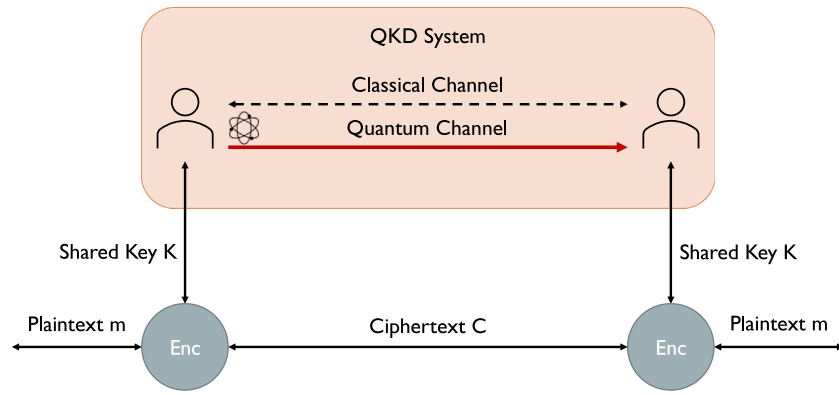 QKD System
Classical Channel
Quantum Channel
Shared Key K
Shared Key K
Plaintext m
Ciphertext C
Plaintext m
Enc
Enc